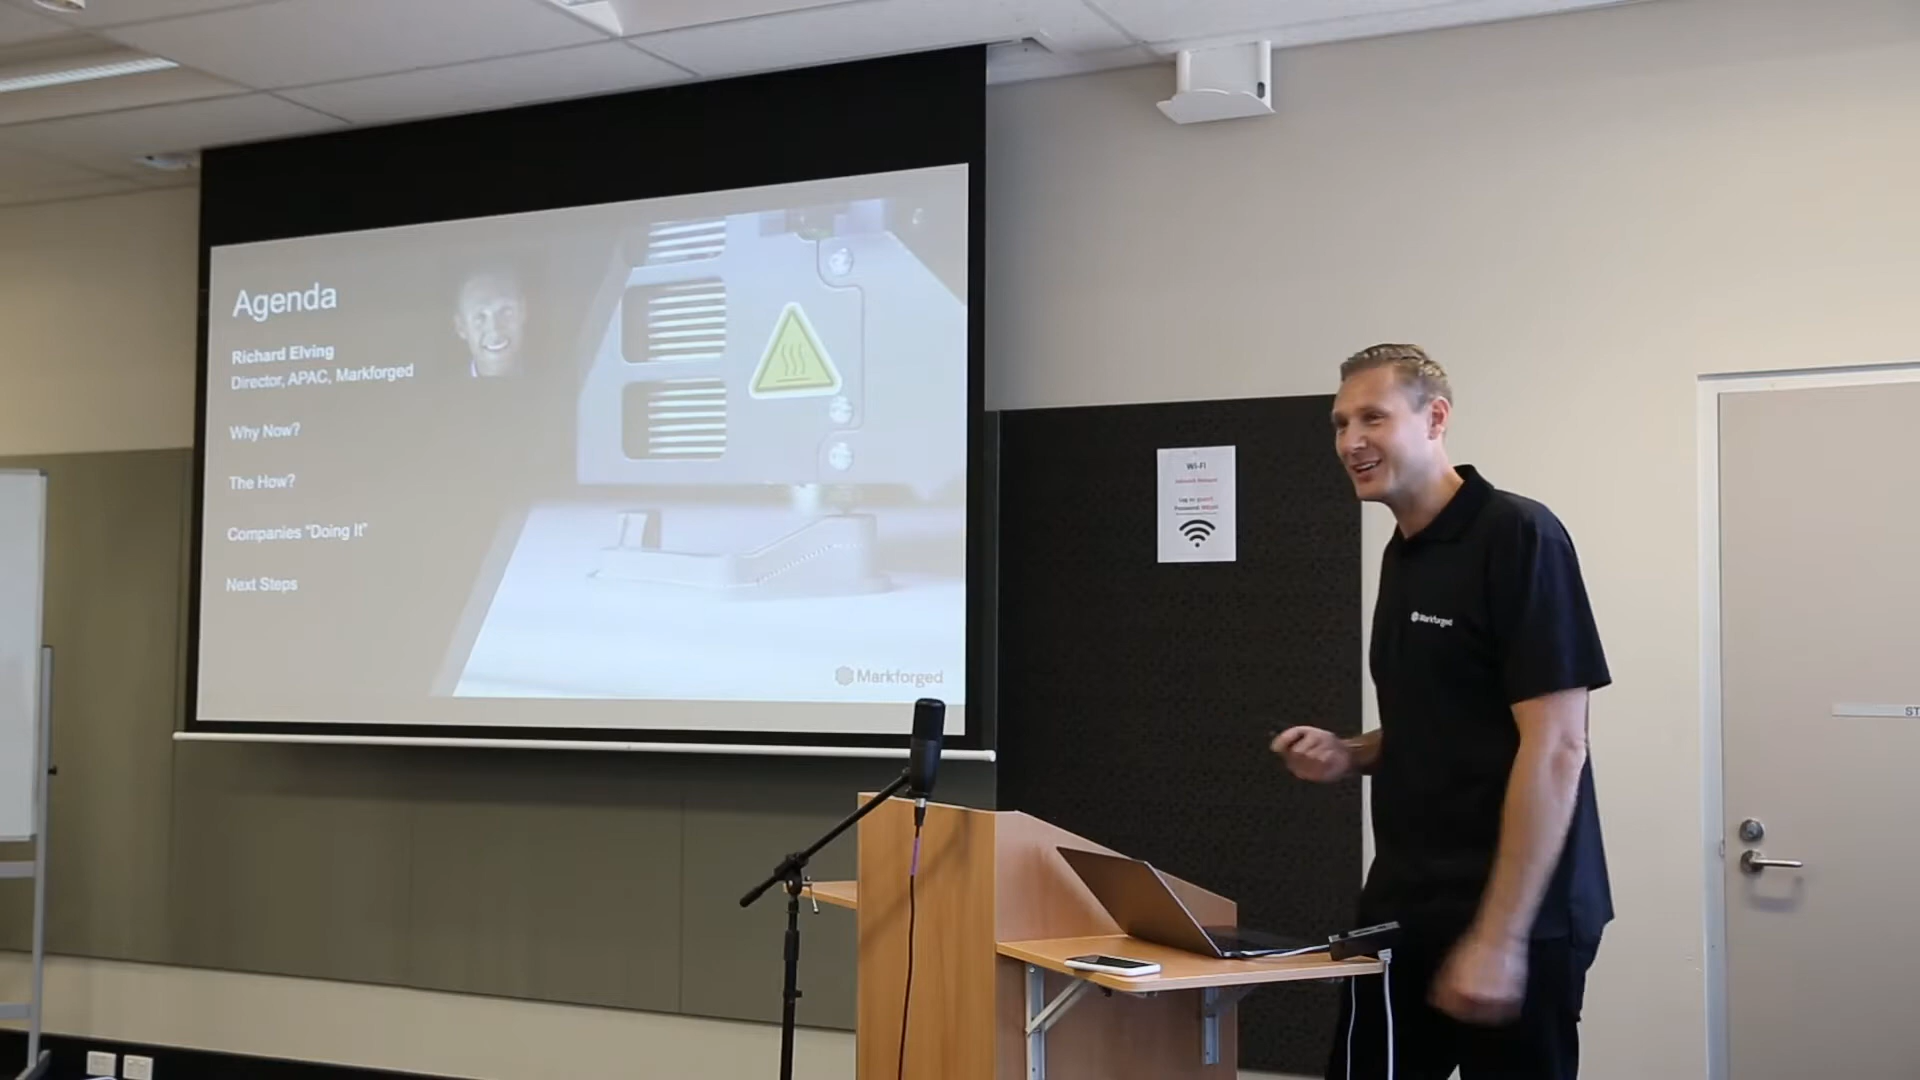 Agenda
Richard Elving
Director, APAC, Markforged
Why Now?
The How?
Companies "Doing It"
Next Steps
Markforged
Wi-Fi
Markforged
ST